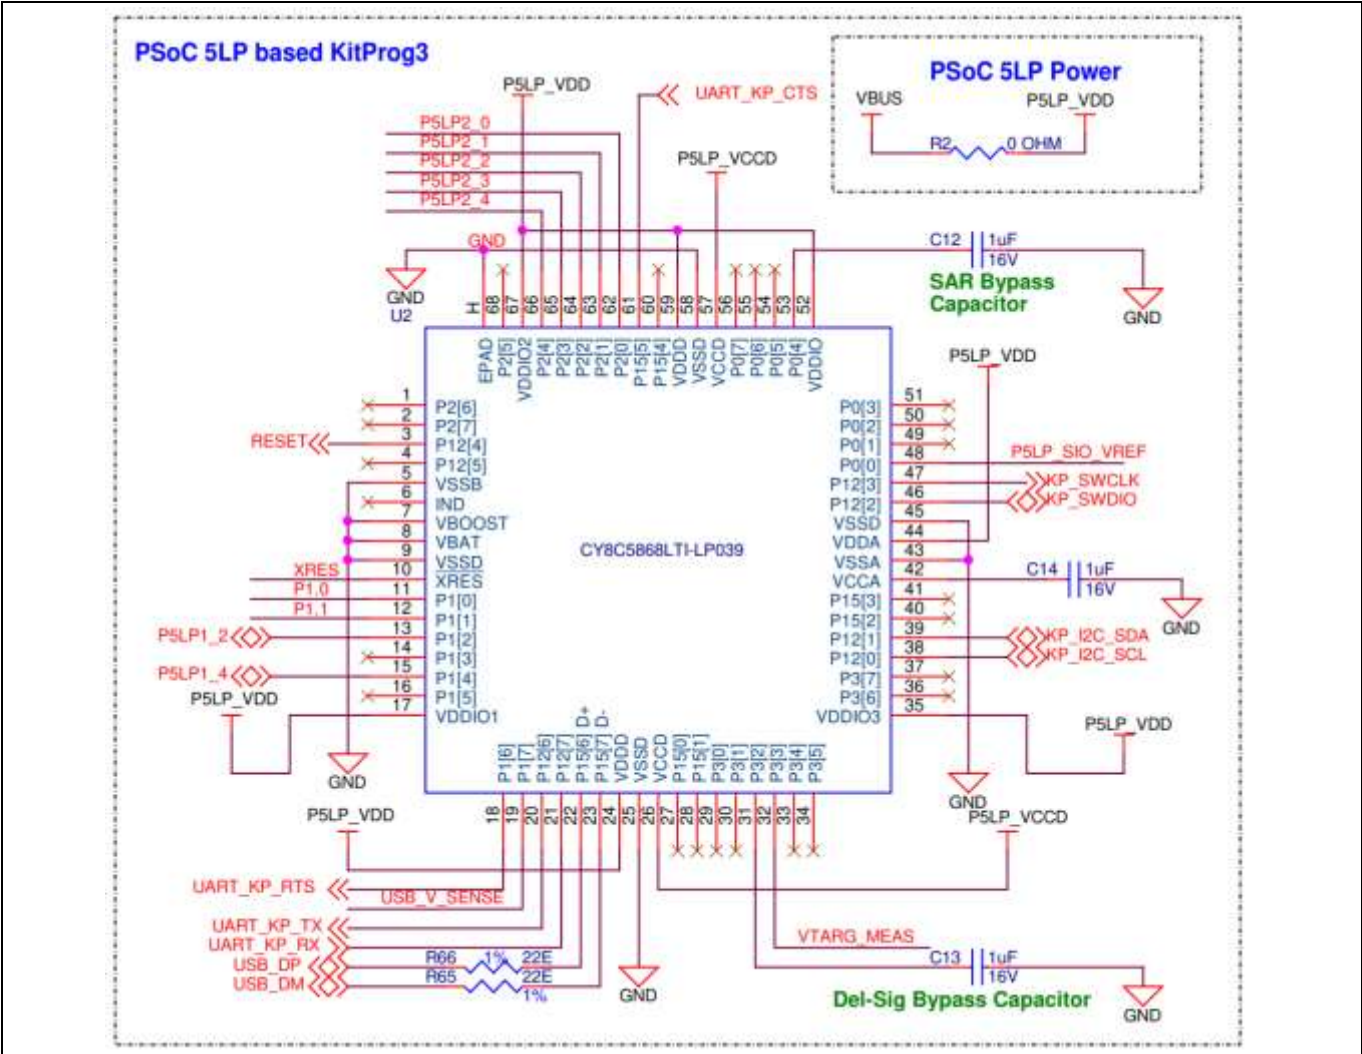 PSoC 5LP based KitProg3
PSoC 5LP Power
VBUS
P5LP_VDD
R2
0 OHM
P5LP_VDD
UART_KP_CTS
P5LP2_0
P5LP2_1
P5LP2_2
P5LP2_3
P5LP2_4
P5LP_VCCD
GND
GND
U2
C12
1uF
16V
SAR Bypass
Capacitor
GND
H 68 67 66 65 64 63 62 61 60 59 58 57 56 55 54 53 52
EPAD P2[5] VDDIO2 P2[4] P2[3] P2[2] P2[1] P2[0] P15[5] P15[4] VDDD VSSD VCCD P0[7] P0[6] P0[5] P0[4] VDDIO
P5LP_VDD
1 P2[6]
2 P2[7]
RESET 3 P12[4]
4 P12[5]
5 VSSB
6 IND
7 VBOOST
8 VBAT
9 VSSD
XRES 10 XRES
P1.0 11 P1[0]
P1.1 12 P1[1]
P5LP1_2 13 P1[2]
14 P1[3]
P5LP1_4 15 P1[4]
16 P1[5]
P5LP_VDD 17 VDDIO1
CY8C5868LTI-LP039
P0[3] 51
P0[2] 50
P0[1] 49
P0[0] 48 P5LP_SIO_VREF
P12[3] 47 KP_SWCLK
P12[2] 46 KP_SWDIO
VSSD 45
VDDA 44
VSSA 43
VCCA 42 C14 1uF
16V
P15[3] 41
P15[2] 40
GND
P12[1] 39 KP_I2C_SDA
P12[0] 38 KP_I2C_SCL
P3[7] 37
P3[6] 36
VDDIO3 35
P5LP_VDD
P1[6] P1[7] P12[6] P12[7] P15[6] D+ P15[7] D- VDDD VSSD VCCD P15[0] P15[1] P3[0] P3[1] P3[2] P3[3] P3[4] P3[5]
18 19 20 21 22 23 24 25 26 27 28 29 30 31 32 33 34
GND
GND
P5LP_VDD
P5LP_VCCD
UART_KP_RTS
USB_V_SENSE
UART_KP_TX
UART_KP_RX
USB_DP
R66 1% 22E
USB_DM
R65 22E
1%
GND
VTARG_MEAS
C13
1uF
16V
Del-Sig Bypass Capacitor
GND